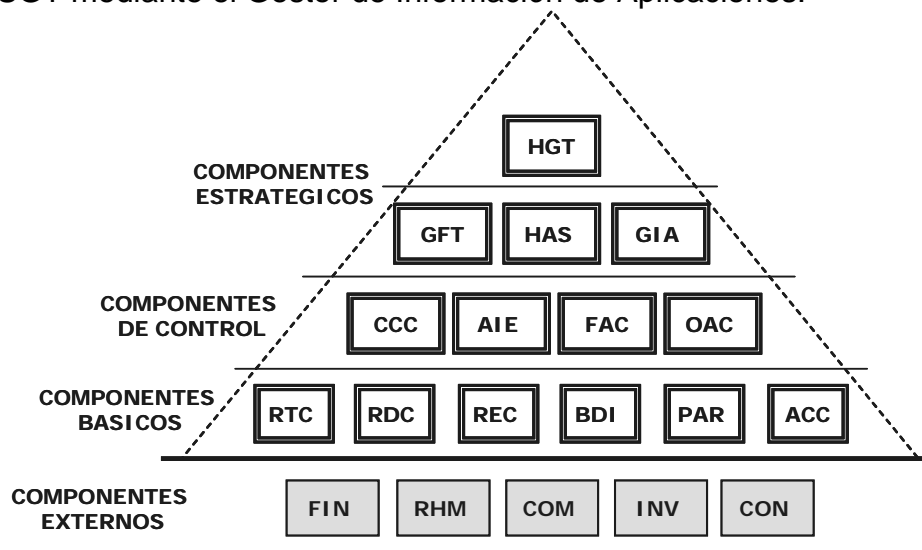 mediante el Gestor de Información de Aplicaciones.
HGT
COMPONENTES
ESTRATEGICOS
GFT HAS GIA
COMPONENTES
DE CONTROL
CCC AIE FAC OAC
COMPONENTES
BASICOS
RTC RDC REC BDI PAR ACC
COMPONENTES
EXTERNOS
FIN RHM COM INV CON